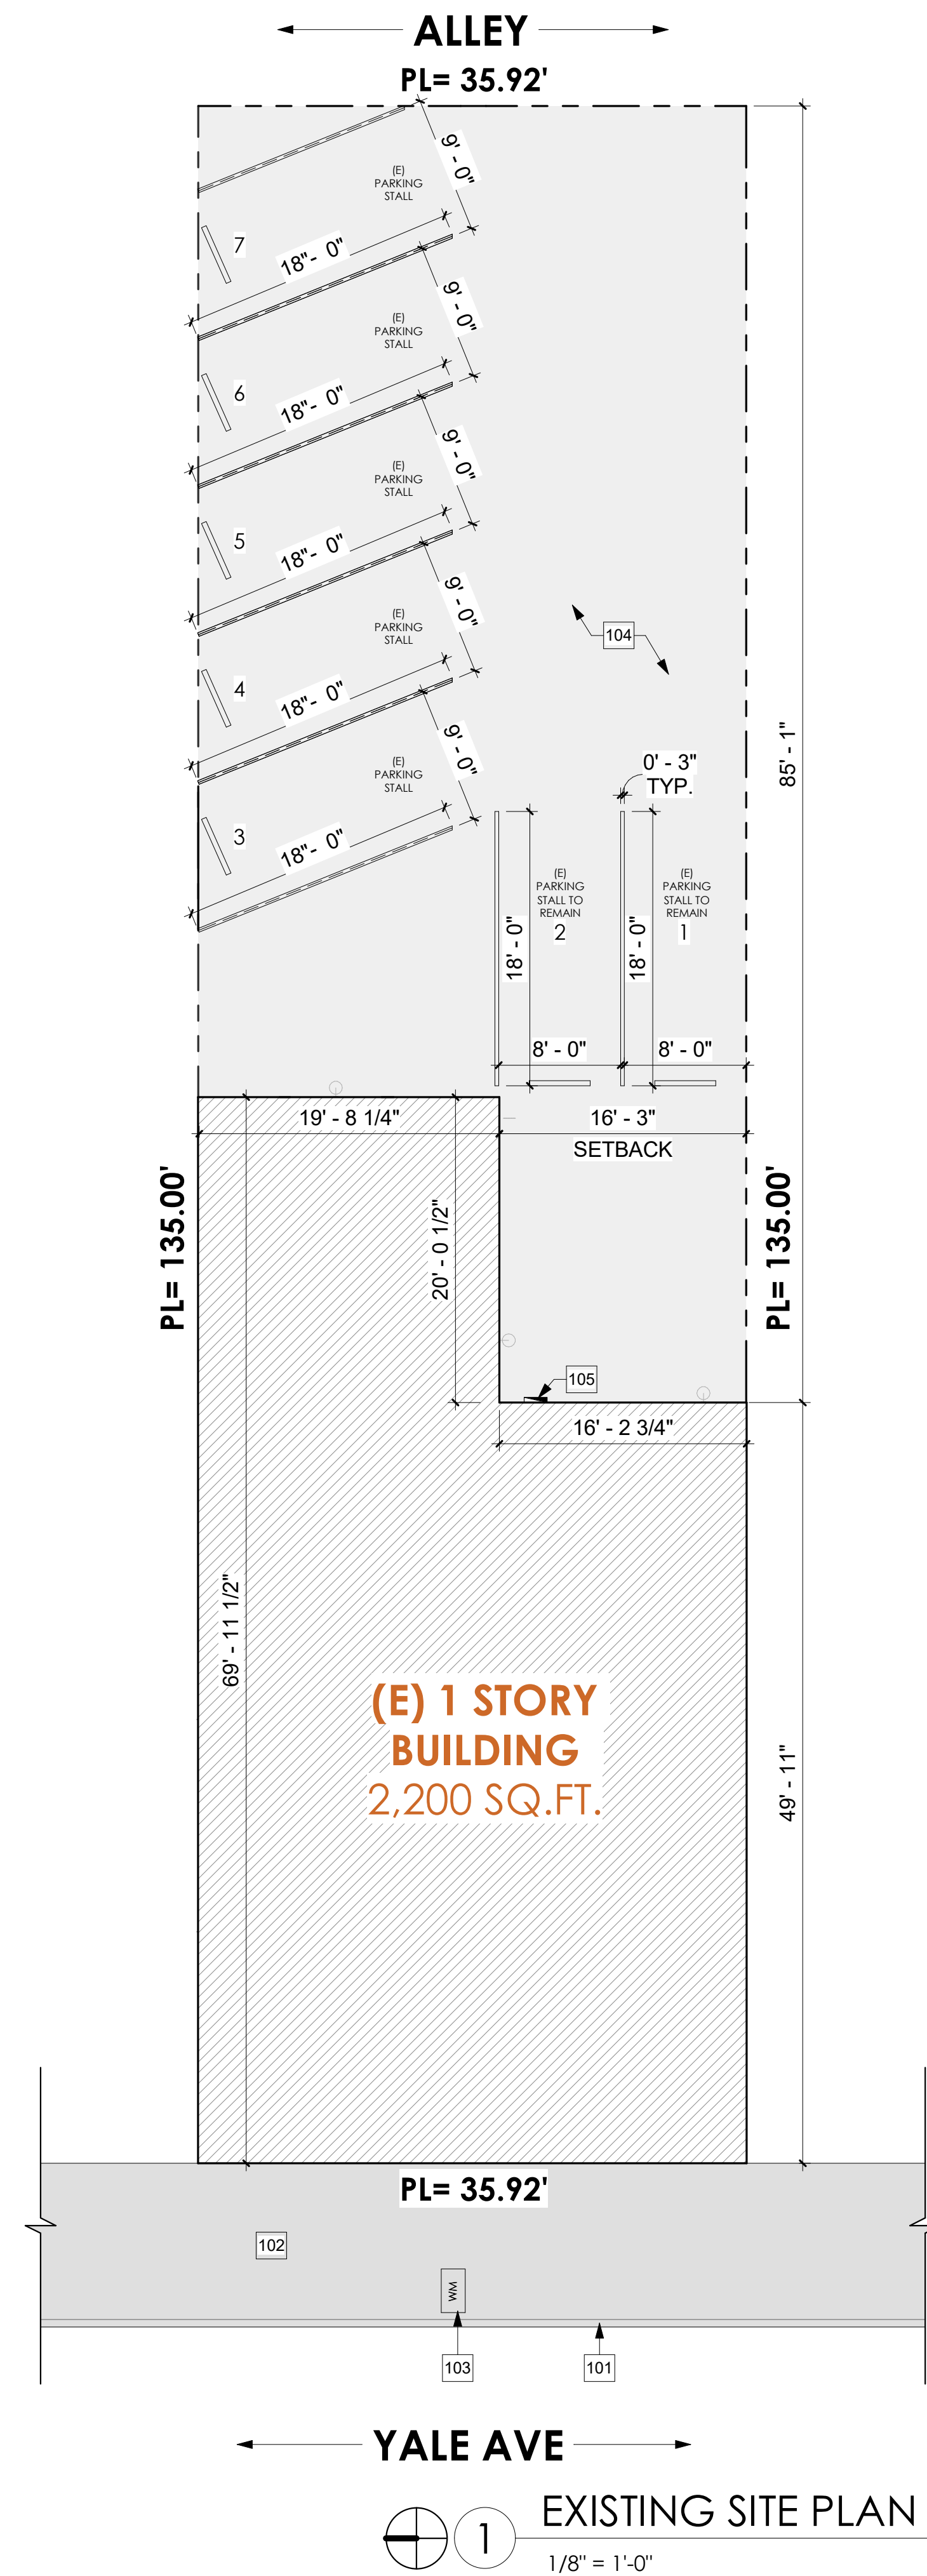 ALLEY
PL= 35.92'
(E)
PARKING
STALL
9' - 0"
7
18"- 0"
(E)
PARKING
STALL
9' - 0"
6
18"- 0"
(E)
PARKING
STALL
9' - 0"
5
18"- 0"
(E)
PARKING
STALL
9' - 0"
4
18"- 0"
104
(E)
PARKING
STALL
9' - 0"
3
18"- 0"
85' - 1"
0' - 3"
TYP.
(E)
PARKING
STALL TO
REMAIN
2
(E)
PARKING
STALL TO
REMAIN
1
18' - 0"
18' - 0"
8' - 0"
8' - 0"
19' - 8 1/4"
16' - 3"
SETBACK
PL= 135.00'
20' - 0 1/2"
PL= 135.00'
105
16' - 2 3/4"
69' - 11 1/2"
(E) 1 STORY
BUILDING
2,200 SQ.FT.
49' - 11"
PL= 35.92'
102
WM
103
101
YALE AVE
1
EXISTING SITE PLAN
1/8" = 1'-0"